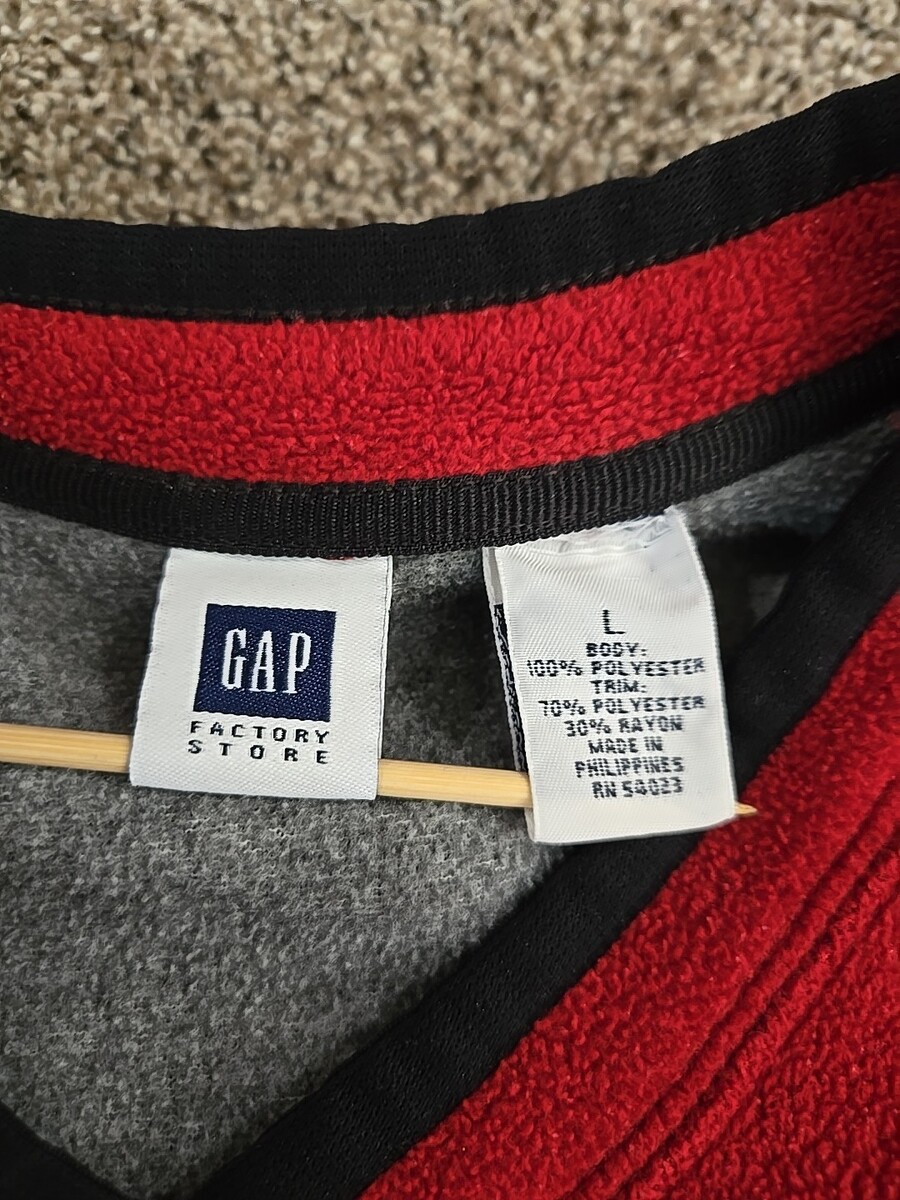 GAP
FACTORY
STORE
L
BODY:
100% POLYESTER
TRIM:
70% POLYESTER
30% RAYON
MADE IN
PHILIPPINES
RN 54023